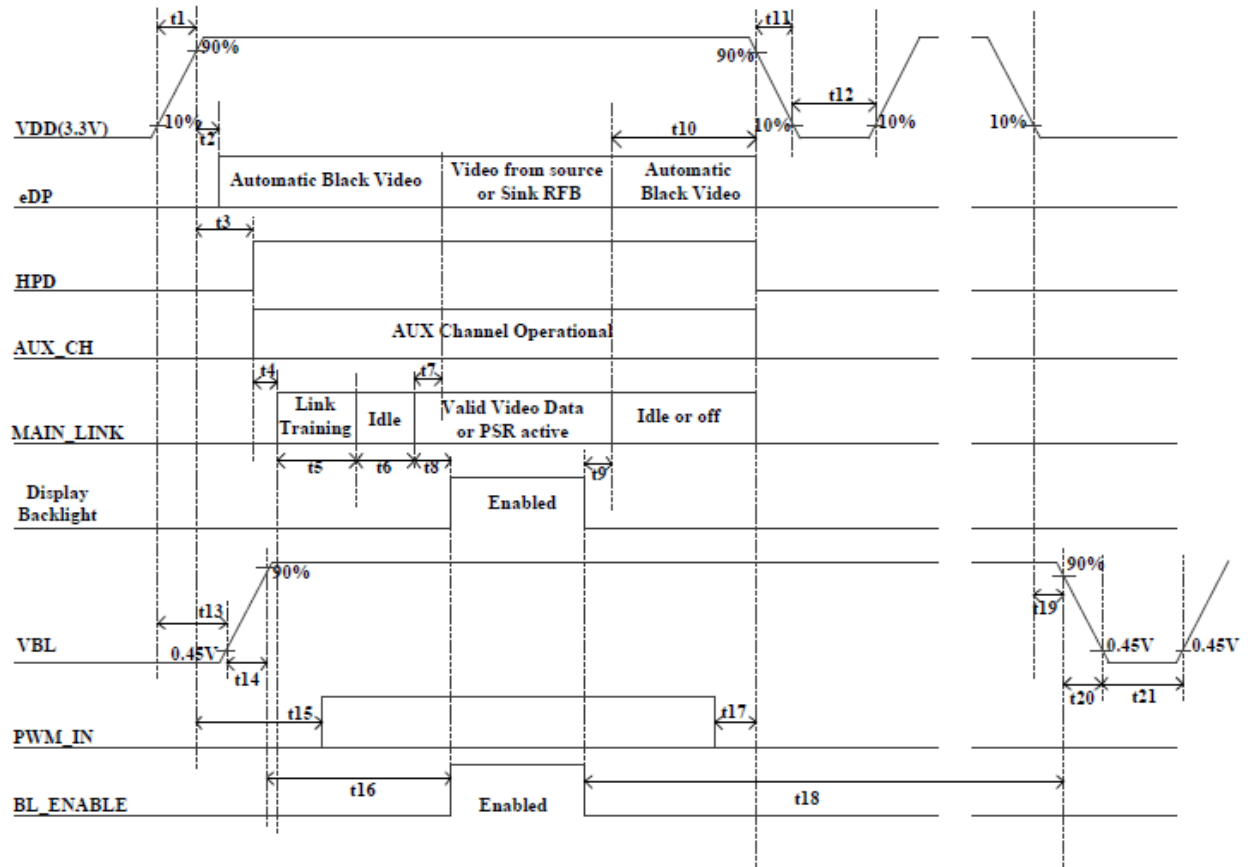 t1
t11
90%
90%
t12
VDD(3.3V)
10%
t2
10%
10%
10%
t10
eDP
Automatic Black Video
Video from source
or Sink RFB
Automatic
Black Video
t3
HPD
AUX_CH
AUX Channel Operational
t4
t7
MAIN_LINK
Link
Training
Idle
Valid Video Data
or PSR active
Idle or off
t5
t6
t8
t9
Display
Backlight
Enabled
90%
90%
t13
t19
VBL
0.45V
0.45V
0.45V
t14
t20
t21
t15
t17
PWM_IN
t16
t18
BL_ENABLE
Enabled